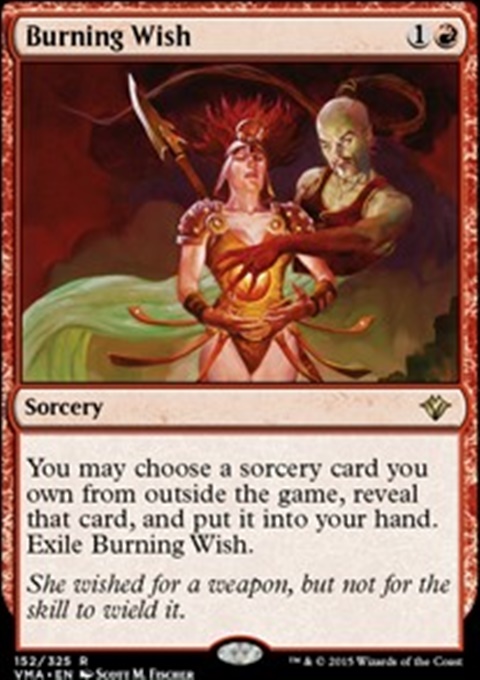 Burning Wish 1
Sorcery
You may choose a sorcery card you
own from outside the game, reveal
that card, and put it into your hand.
Exile Burning Wish.
She wished for a weapon, but not for the
skill to wield it.
152/325 R
VMA • EN Scott M. Fischer
™ & © 2015 Wizards of the Coast